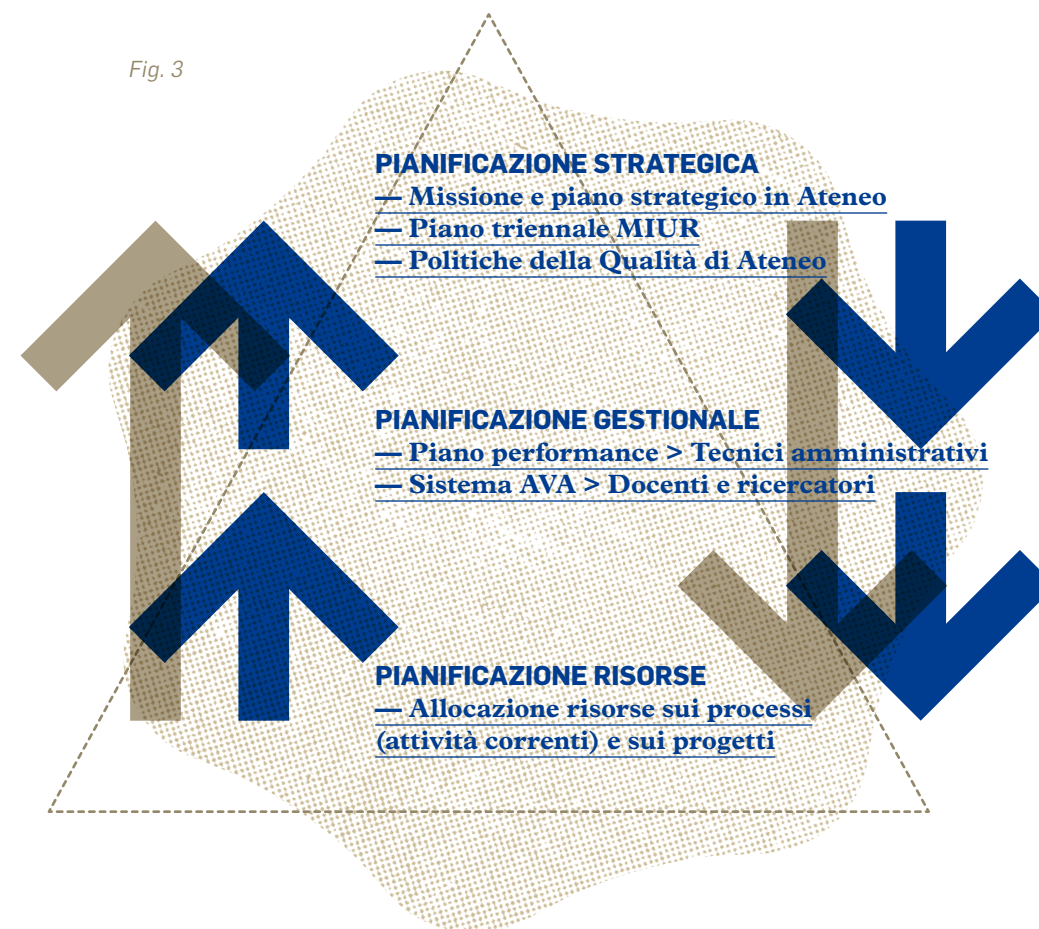 Fig. 3
PIANIFICAZIONE STRATEGICA
— Missione e piano strategico in Ateneo
— Piano triennale MIUR
— Politiche della Qualità di Ateneo
PIANIFICAZIONE GESTIONALE
— Piano performance > Tecnici amministrativi
— Sistema AVA > Docenti e ricercatori
PIANIFICAZIONE RISORSE
— Allocazione risorse sui processi
(attività correnti) e sui progetti